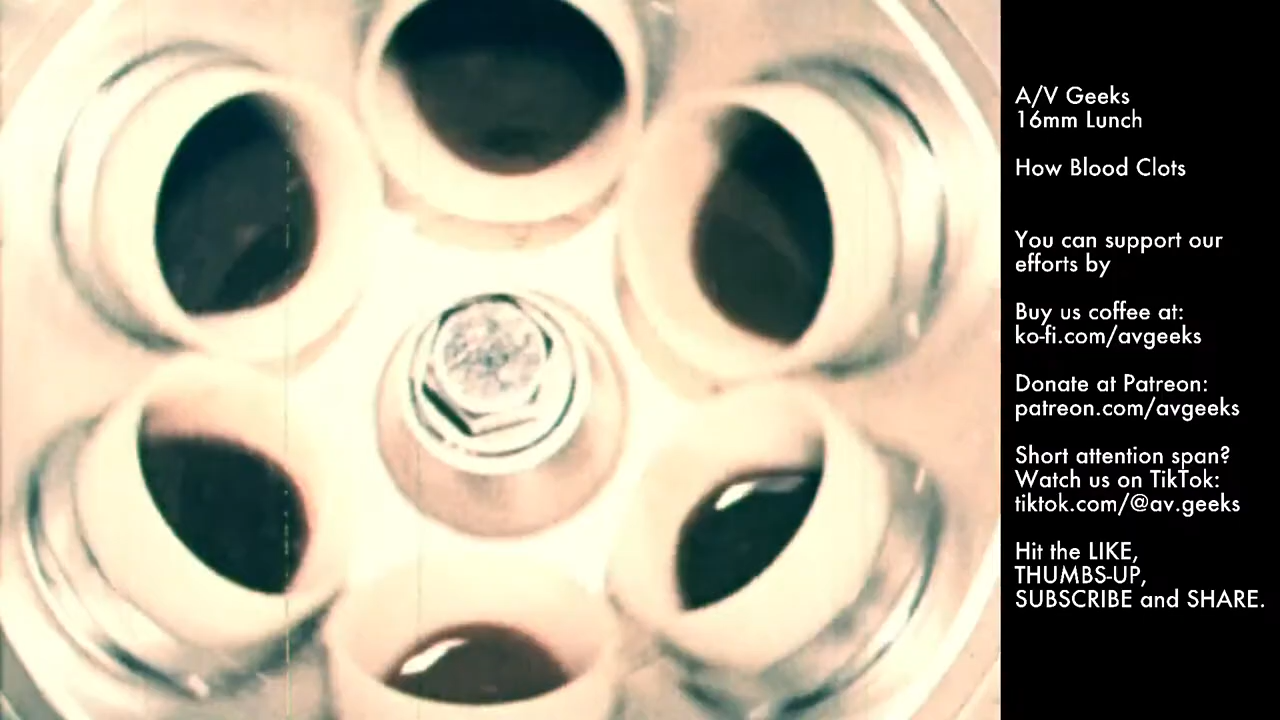 A/V Geeks
16mm Lunch
How Blood Clots
You can support our
efforts by
Buy us coffee at:
ko-fi.com/avgeeks
Donate at Patreon:
patreon.com/avgeeks
Short attention span?
Watch us on TikTok:
tiktok.com/@av.geeks
Hit the LIKE,
THUMBS-UP,
SUBSCRIBE and SHARE.